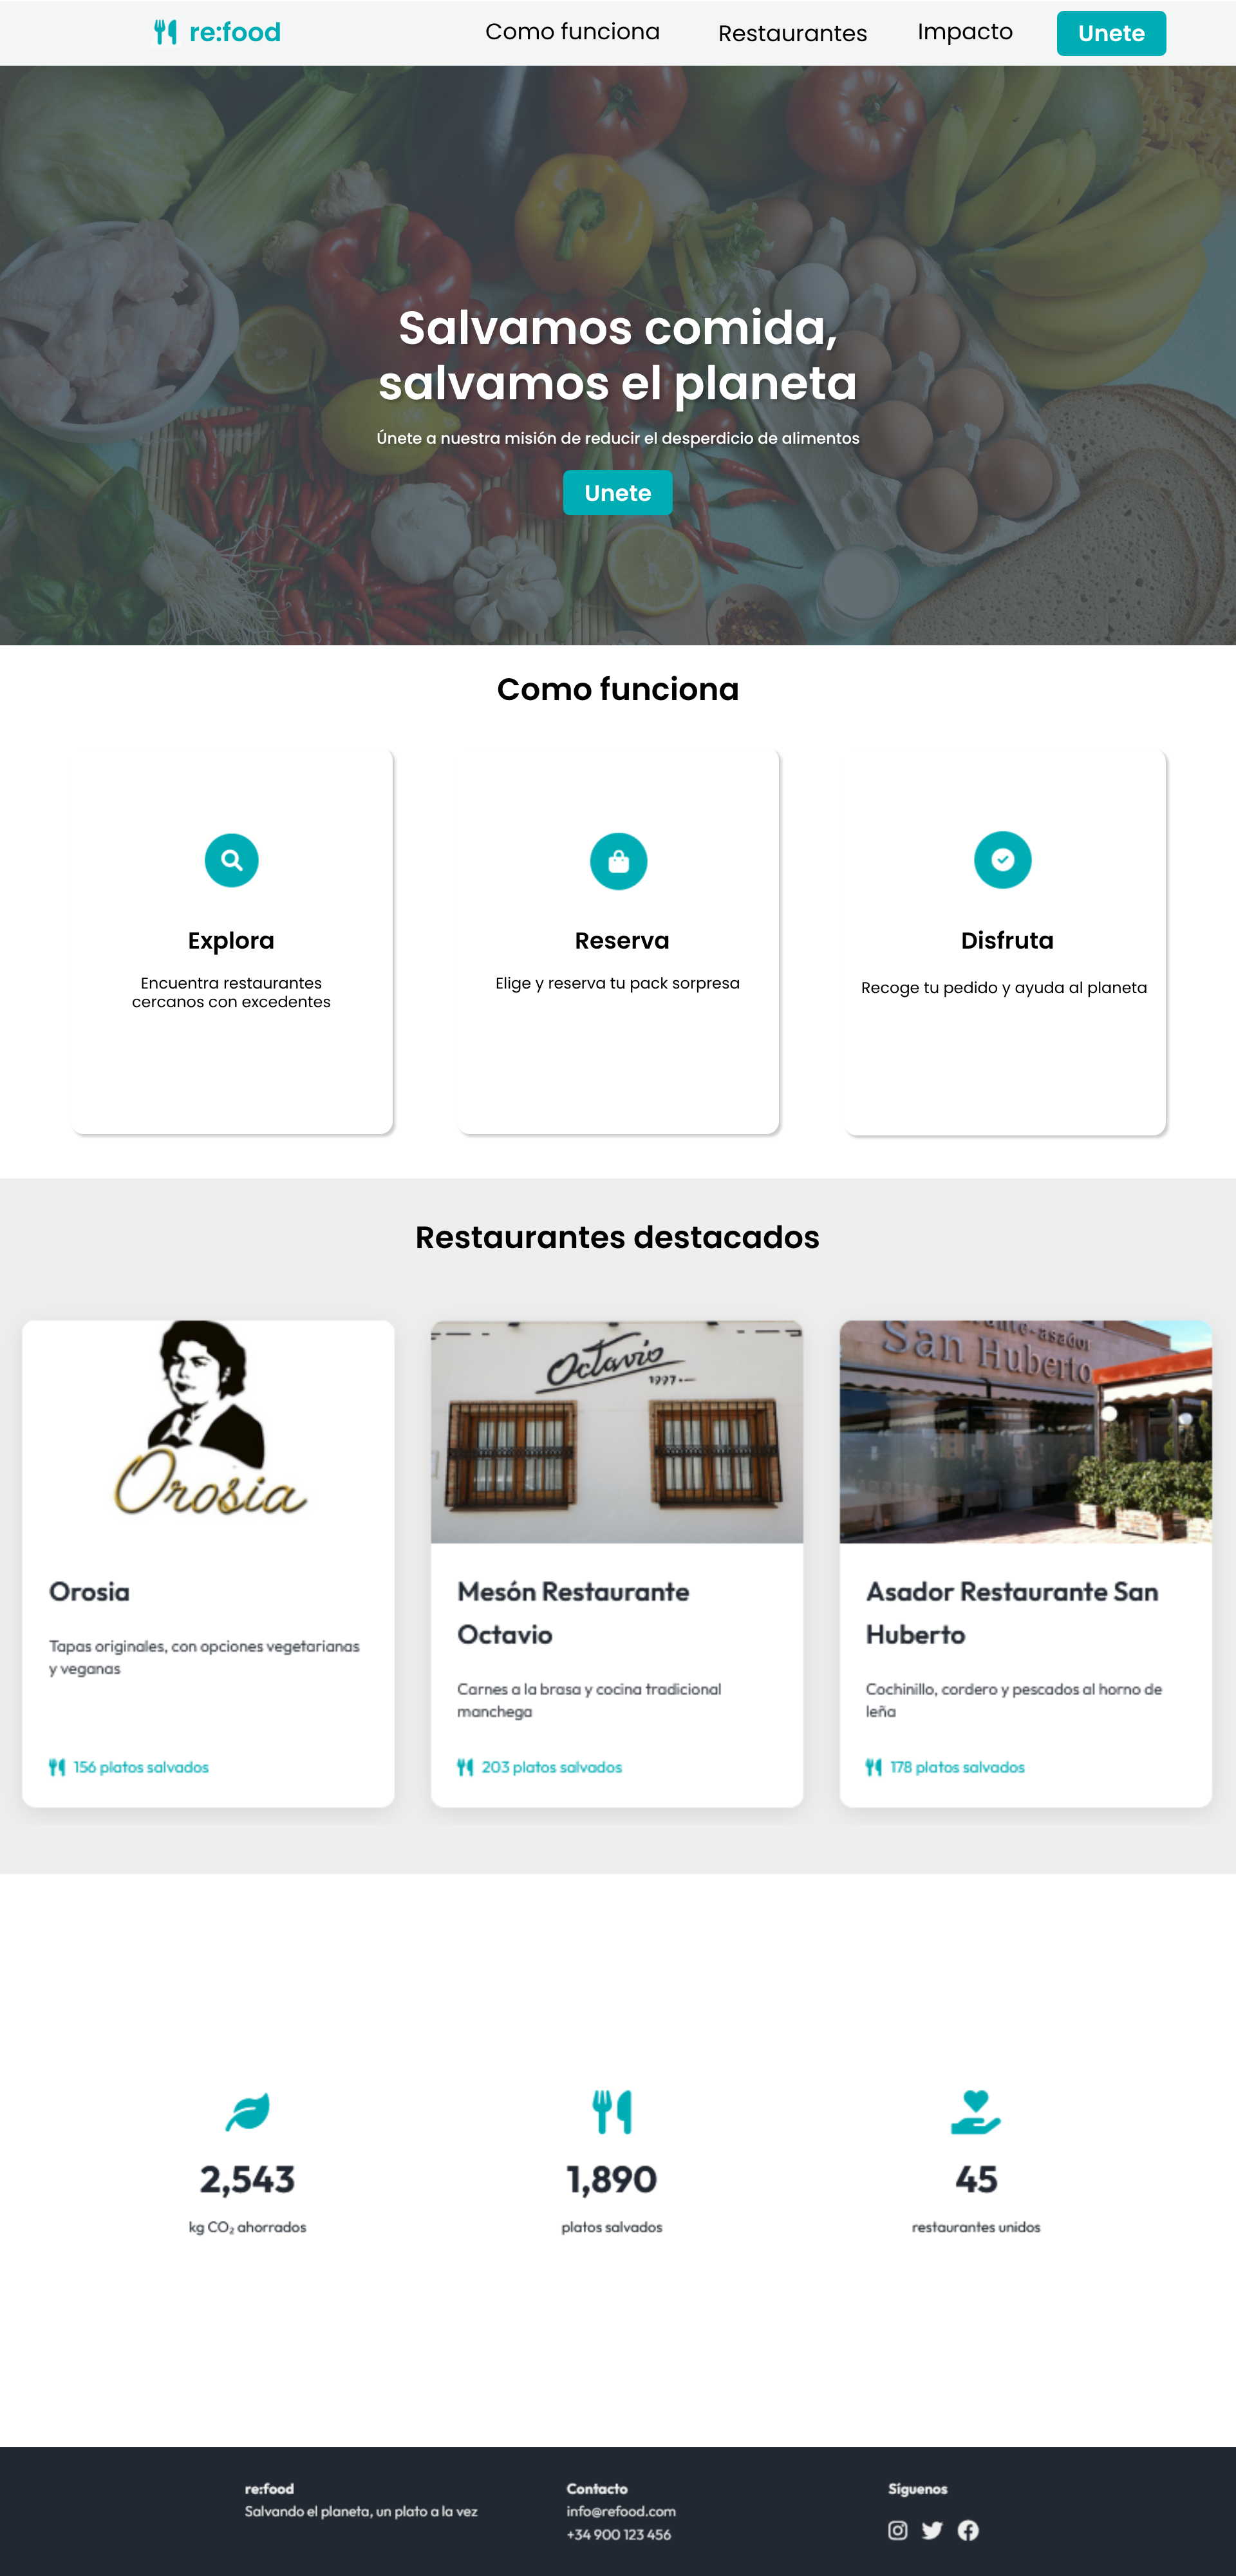 re:food
Como funciona
Restaurantes
Impacto
Unete
Salvamos comida,
salvamos el planeta
Únete a nuestra misión de reducir el desperdicio de alimentos
Unete
Como funciona
Explora
Encuentra restaurantes
cercanos con excedentes
Reserva
Elige y reserva tu pack sorpresa
Disfruta
Recoge tu pedido y ayuda al planeta
Restaurantes destacados
Orosia
Orosia
Tapas originales, con opciones vegetarianas
y veganas
156 platos salvados
Octavio
1997
Mesón Restaurante
Octavio
Carnes a la brasa y cocina tradicional
manchega
203 platos salvados
-asador
San Huberto
Asador Restaurante San
Huberto
Cochinillo, cordero y pescados al horno de
leña
178 platos salvados
2,543
kg CO₂ ahorrados
1,890
platos salvados
45
restaurantes unidos
re:food
Salvando el planeta, un plato a la vez
Contacto
info@refood.com
+34 900 123 456
Síguenos